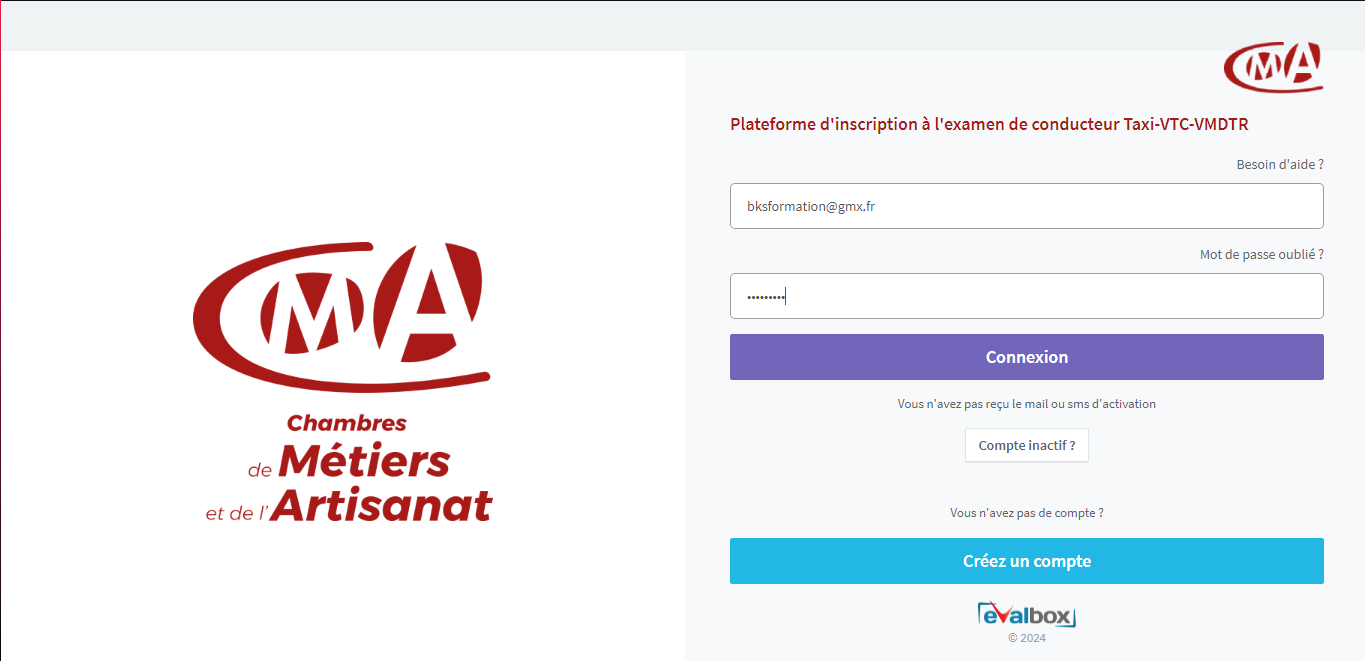 CMA
Plateforme d'inscription à l'examen de conducteur Taxi-VTC-VMDTR
Besoin d'aide ?
bksformation@gmx.fr
Mot de passe oublié ?
•••••••••
Connexion
Vous n'avez pas reçu le mail ou sms d'activation
Compte inactif ?
Vous n'avez pas de compte ?
Créez un compte
evalbox
© 2024
CMA
Chambres
de Métiers
et de l'Artisanat